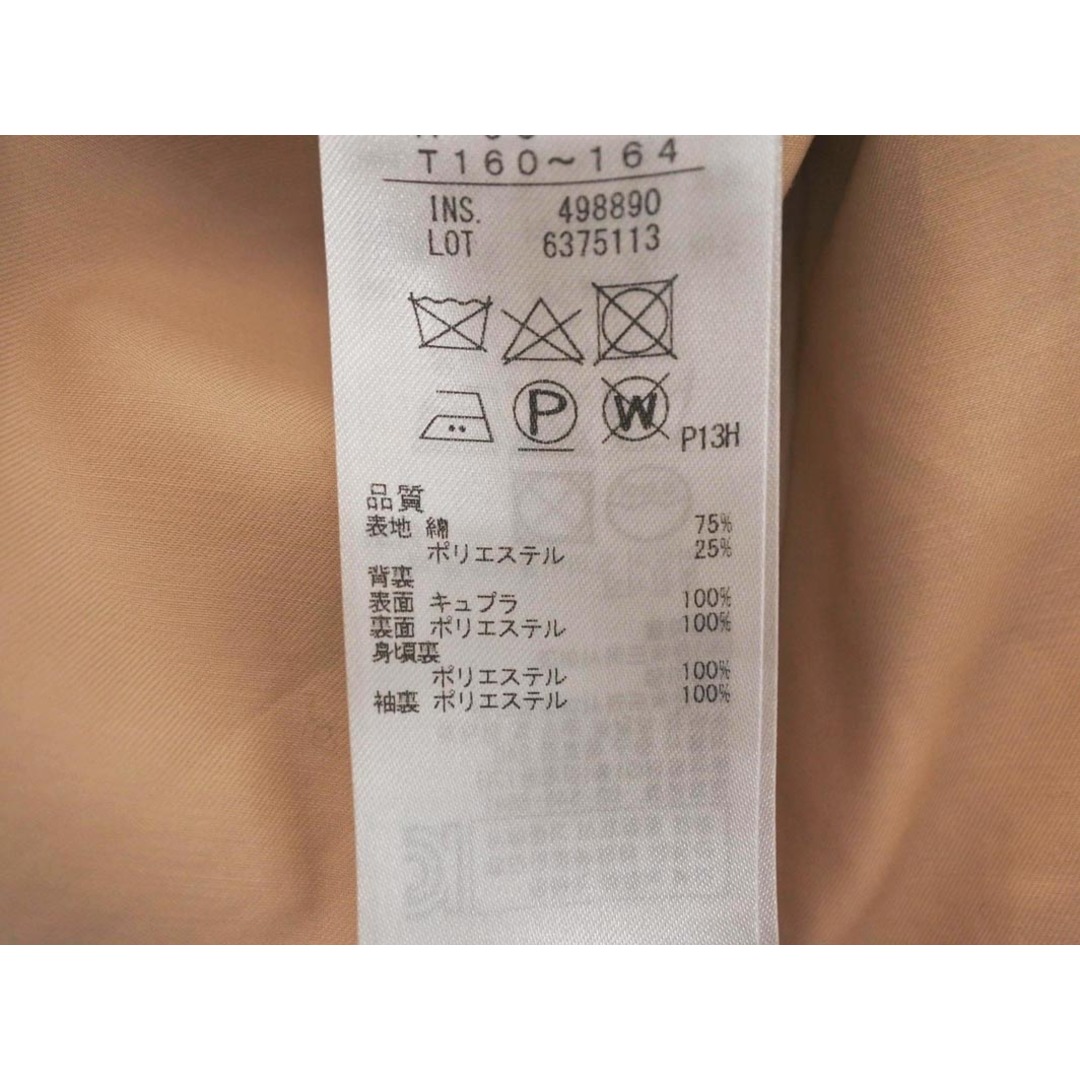 T160～164
INS. 498890
LOT 6375113
P W P13H
品質
表地 綿 75%
ポリエステル 25%
背裏
表面 キュプラ 100%
裏面 ポリエステル 100%
身頃裏
ポリエステル 100%
袖裏 ポリエステル 100%